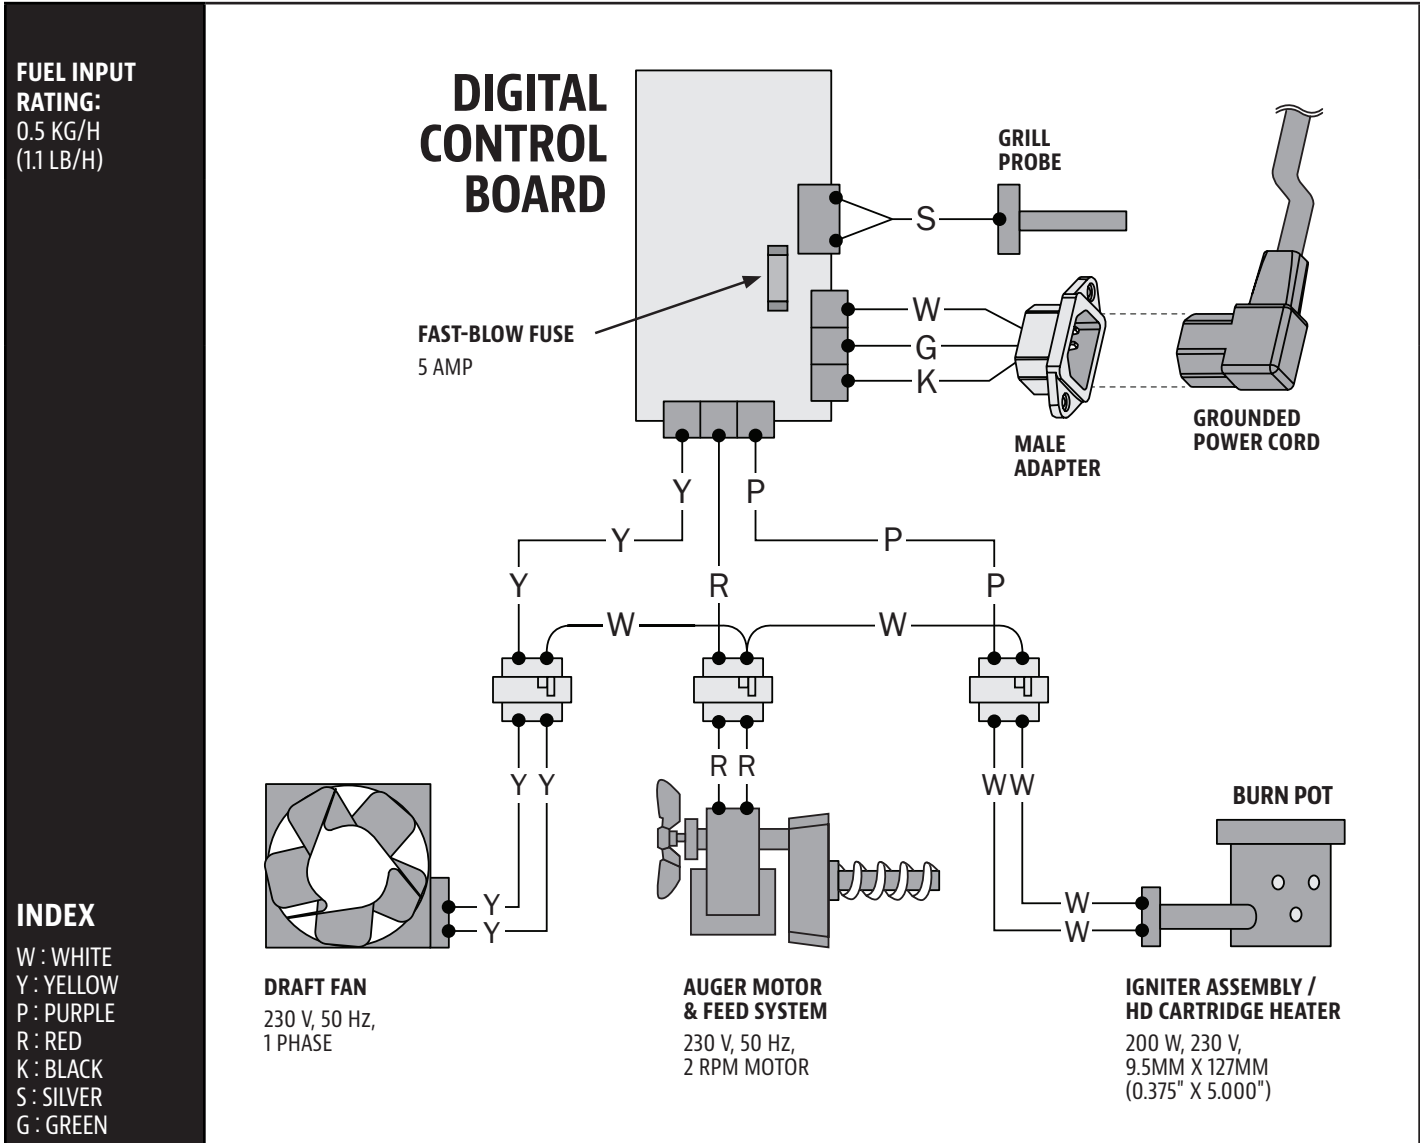 FUEL INPUT
RATING:
0.5 KG/H
(1.1 LB/H)
INDEX
W : WHITE
Y : YELLOW
P : PURPLE
R : RED
K : BLACK
S : SILVER
G : GREEN
DIGITAL
CONTROL
BOARD
GRILL
PROBE
S
FAST-BLOW FUSE
5 AMP
W
G
K
MALE
ADAPTER
GROUNDED
POWER CORD
Y P
Y P
Y R P
W W
Y Y R R W W
BURN POT
Y
Y
W
W
DRAFT FAN
230 V, 50 Hz,
1 PHASE
AUGER MOTOR
& FEED SYSTEM
230 V, 50 Hz,
2 RPM MOTOR
IGNITER ASSEMBLY /
HD CARTRIDGE HEATER
200 W, 230 V,
9.5MM X 127MM
(0.375" X 5.000")